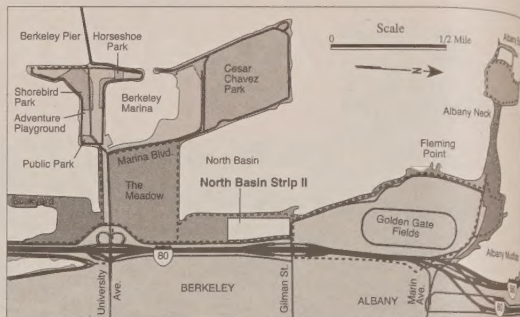 Berkeley Pier
Horseshoe
Park
Scale
0
1/2 Mile
N
Shorebird
Park
Adventure
Playground
Public Park
Berkeley
Marina
Cesar
Chavez
Park
Albany Neck
Marina Blvd.
The
Meadow
North Basin
North Basin Strip II
Fleming
Point
Golden Gate
Fields
80
University
Ave.
BERKELEY
Gilman St.
ALBANY
Marin
Ave.
Albany
80